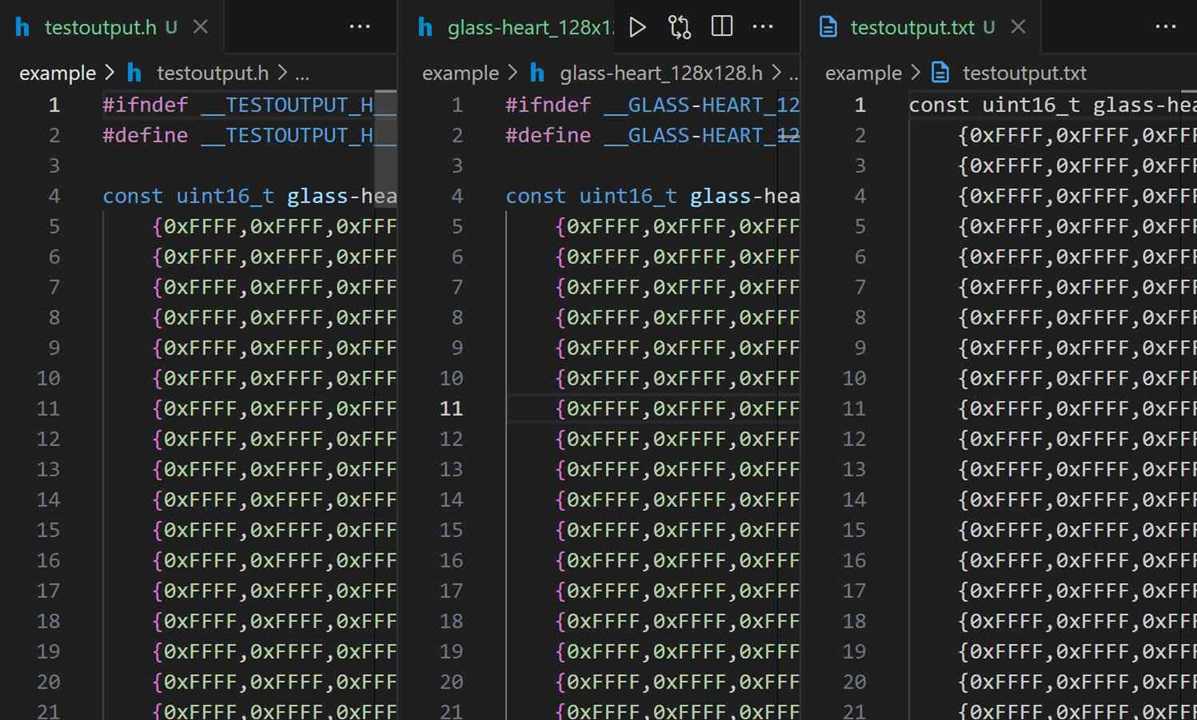 testoutput.h U
example > testoutput.h > ...
1 #ifndef __TESTOUTPUT_H__
2 #define __TESTOUTPUT_H__
3
4 const uint16_t glass-hea
5 {0xFFFF,0xFFFF,0xFFF
6 {0xFFFF,0xFFFF,0xFFF
7 {0xFFFF,0xFFFF,0xFFF
8 {0xFFFF,0xFFFF,0xFFF
9 {0xFFFF,0xFFFF,0xFFF
10 {0xFFFF,0xFFFF,0xFFF
11 {0xFFFF,0xFFFF,0xFFF
12 {0xFFFF,0xFFFF,0xFFF
13 {0xFFFF,0xFFFF,0xFFF
14 {0xFFFF,0xFFFF,0xFFF
15 {0xFFFF,0xFFFF,0xFFF
16 {0xFFFF,0xFFFF,0xFFF
17 {0xFFFF,0xFFFF,0xFFF
18 {0xFFFF,0xFFFF,0xFFF
19 {0xFFFF,0xFFFF,0xFFF
20 {0xFFFF,0xFFFF,0xFFF
21 {0xFFFF,0xFFFF,0xFFF
glass-heart_128x1
example > glass-heart_128x128.h > ..
1 #ifndef __GLASS-HEART_12
2 #define __GLASS-HEART_12
3
4 const uint16_t glass-hea
5 {0xFFFF,0xFFFF,0xFFF
6 {0xFFFF,0xFFFF,0xFFF
7 {0xFFFF,0xFFFF,0xFFF
8 {0xFFFF,0xFFFF,0xFFF
9 {0xFFFF,0xFFFF,0xFFF
10 {0xFFFF,0xFFFF,0xFFF
11 {0xFFFF,0xFFFF,0xFFF
12 {0xFFFF,0xFFFF,0xFFF
13 {0xFFFF,0xFFFF,0xFFF
14 {0xFFFF,0xFFFF,0xFFF
15 {0xFFFF,0xFFFF,0xFFF
16 {0xFFFF,0xFFFF,0xFFF
17 {0xFFFF,0xFFFF,0xFFF
18 {0xFFFF,0xFFFF,0xFFF
19 {0xFFFF,0xFFFF,0xFFF
20 {0xFFFF,0xFFFF,0xFFF
21 {0xFFFF,0xFFFF,0xFFF
testoutput.txt U
example > testoutput.txt
1 const uint16_t glass-hea
2 {0xFFFF,0xFFFF,0xFFF
3 {0xFFFF,0xFFFF,0xFFF
4 {0xFFFF,0xFFFF,0xFFF
5 {0xFFFF,0xFFFF,0xFFF
6 {0xFFFF,0xFFFF,0xFFF
7 {0xFFFF,0xFFFF,0xFFF
8 {0xFFFF,0xFFFF,0xFFF
9 {0xFFFF,0xFFFF,0xFFF
10 {0xFFFF,0xFFFF,0xFFF
11 {0xFFFF,0xFFFF,0xFFF
12 {0xFFFF,0xFFFF,0xFFF
13 {0xFFFF,0xFFFF,0xFFF
14 {0xFFFF,0xFFFF,0xFFF
15 {0xFFFF,0xFFFF,0xFFF
16 {0xFFFF,0xFFFF,0xFFF
17 {0xFFFF,0xFFFF,0xFFF
18 {0xFFFF,0xFFFF,0xFFF
19 {0xFFFF,0xFFFF,0xFFF
20 {0xFFFF,0xFFFF,0xFFF
21 {0xFFFF,0xFFFF,0xFFF